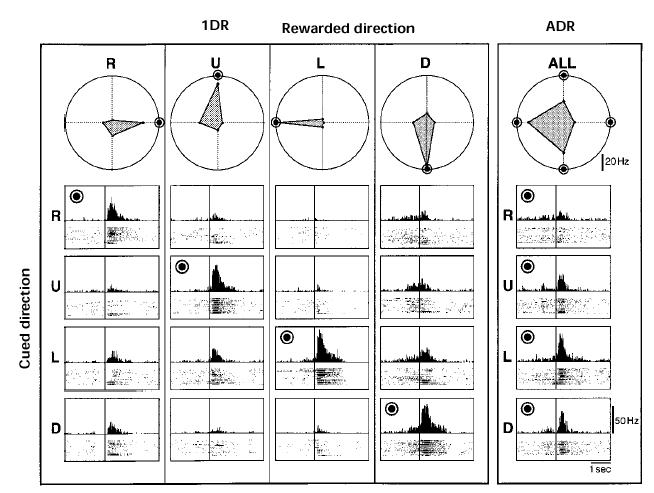 1DR Rewarded direction ADR
R U L D ALL
20Hz
Cued direction
R R
U U
L L
D D
50Hz
1 sec